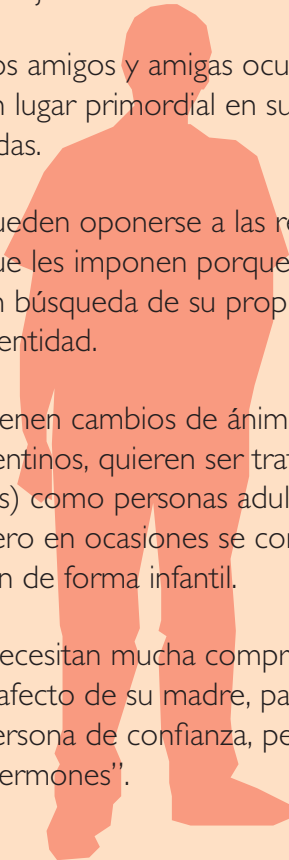 os amigos y amigas ocu
n lugar primordial en su
das.
ueden oponerse a las re
ue les imponen porque
n búsqueda de su prop
entidad.
enen cambios de ánim
entinos, quieren ser tra
s) como personas adul
ero en ocasiones se co
n de forma infantil.
ecesitan mucha compr
afecto de su madre, pa
ersona de confianza, pe
ermones”.